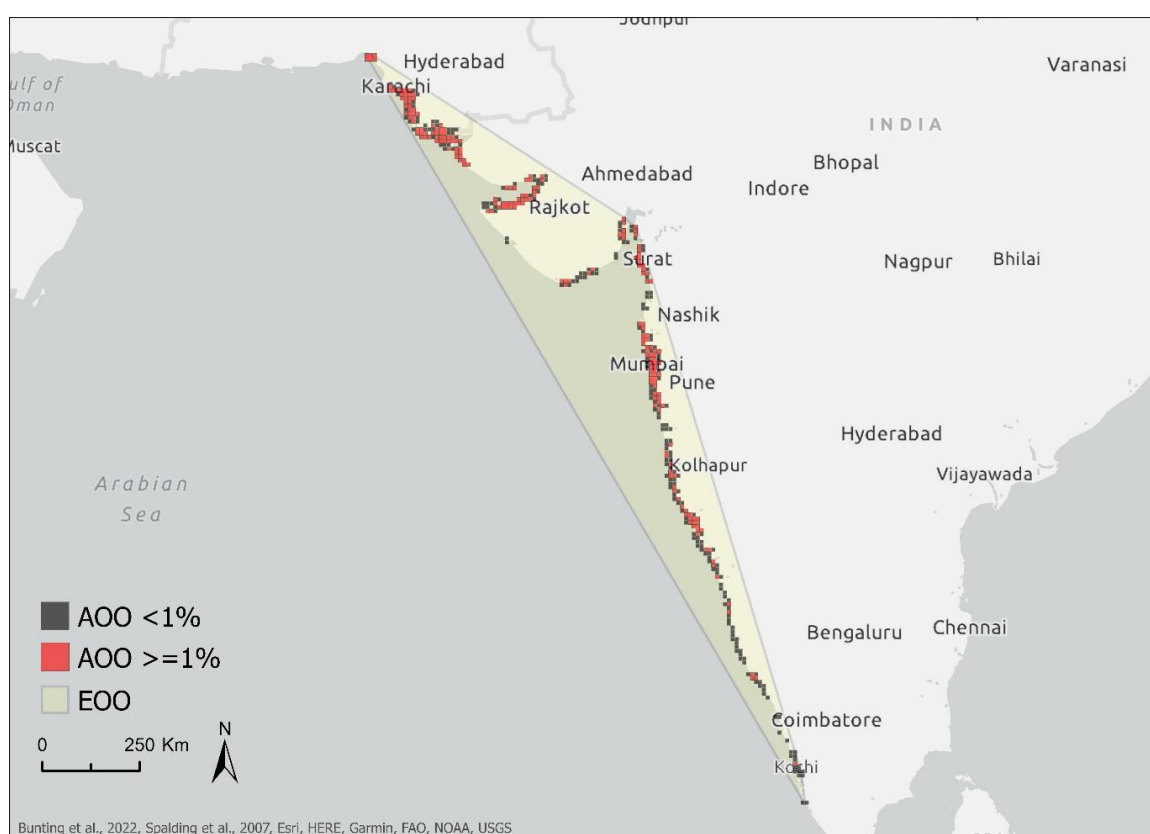 Jodhpur
Hyderabad
Varanasi
Gulf of
Oman
Karachi
INDIA
Muscat
Bhopal
Ahmedabad
Indore
Rajkot
Surat
Nagpur
Bhilai
Nashik
Mumbai
Pune
Hyderabad
Kolhapur
Vijayawada
Arabian
Sea
AOO <1%
AOO >=1%
EOO
Bengaluru
Chennai
Coimbatore
Kochi
N
0 250 Km
Bunting et al., 2022, Spalding et al., 2007, Esri, HERE, Garmin, FAO, NOAA, USGS